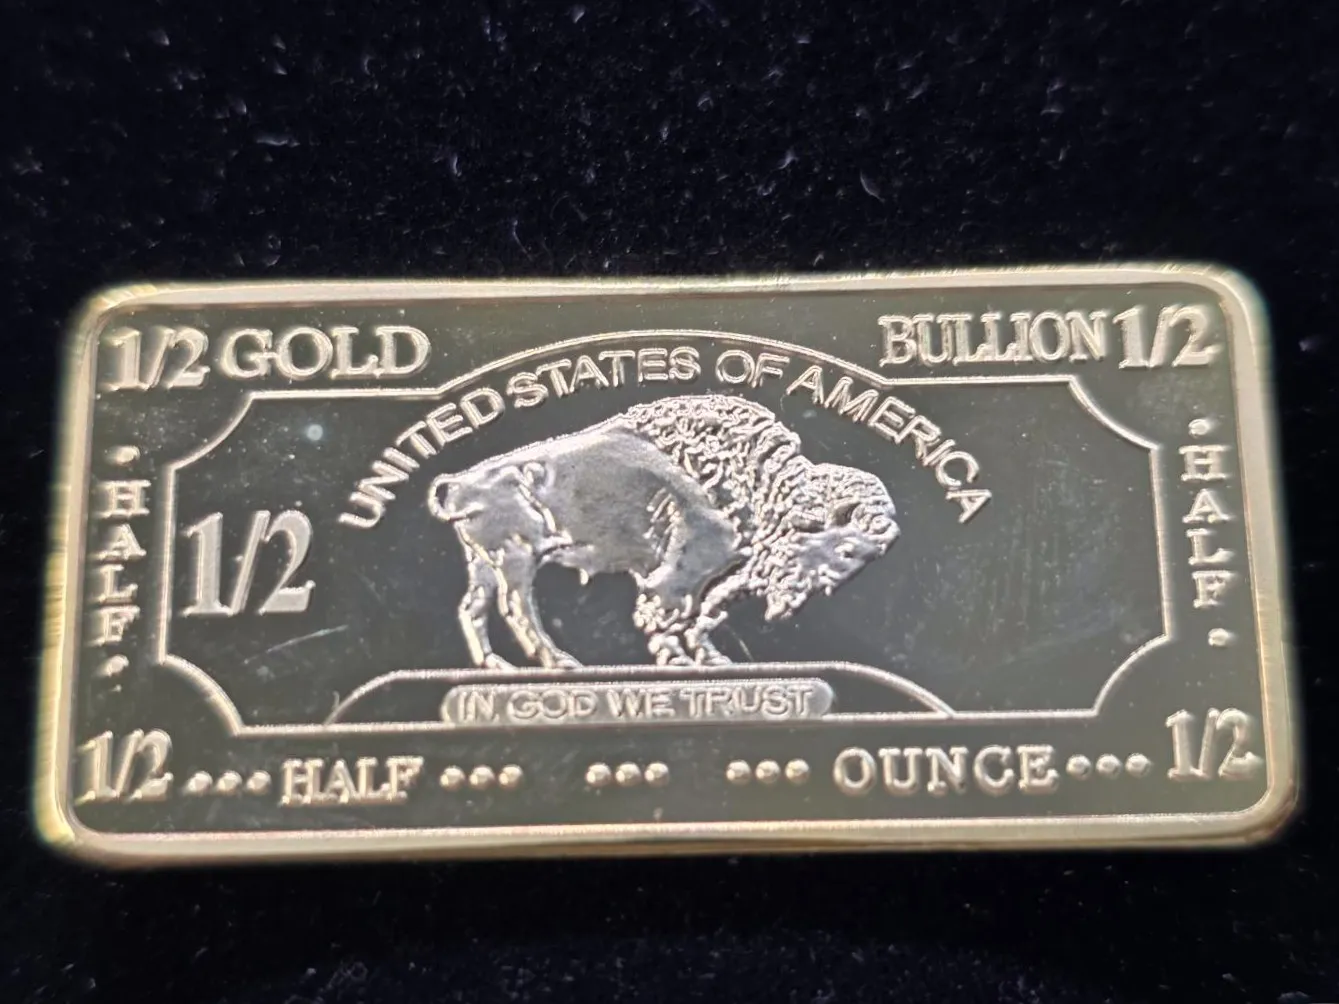 1/2 GOLD BULLION 1/2
UNITED STATES OF AMERICA
· HALF ·
1/2
· HALF ·
IN GOD WE TRUST
1/2 ••• HALF ••• ••• ••• OUNCE ••• 1/2